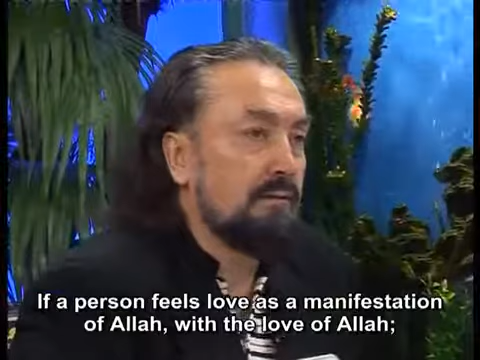 If a person feels love as a manifestation
of Allah, with the love of Allah;